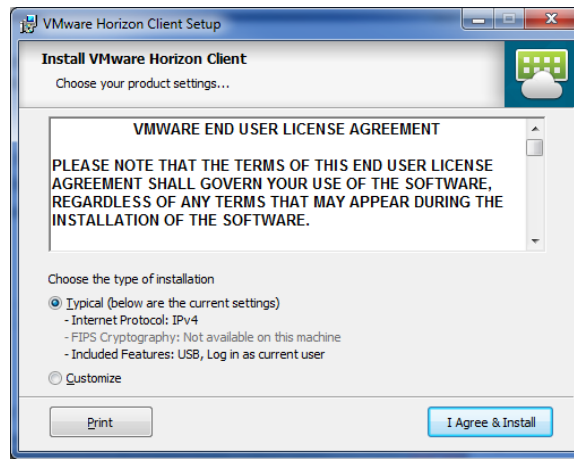 VMware Horizon Client Setup
Install VMware Horizon Client
Choose your product settings...
VMWARE END USER LICENSE AGREEMENT
PLEASE NOTE THAT THE TERMS OF THIS END USER LICENSE
AGREEMENT SHALL GOVERN YOUR USE OF THE SOFTWARE,
REGARDLESS OF ANY TERMS THAT MAY APPEAR DURING THE
INSTALLATION OF THE SOFTWARE.
Choose the type of installation
Typical (below are the current settings)
- Internet Protocol: IPv4
- FIPS Cryptography: Not available on this machine
- Included Features: USB, Log in as current user
Customize
Print
I Agree & Install